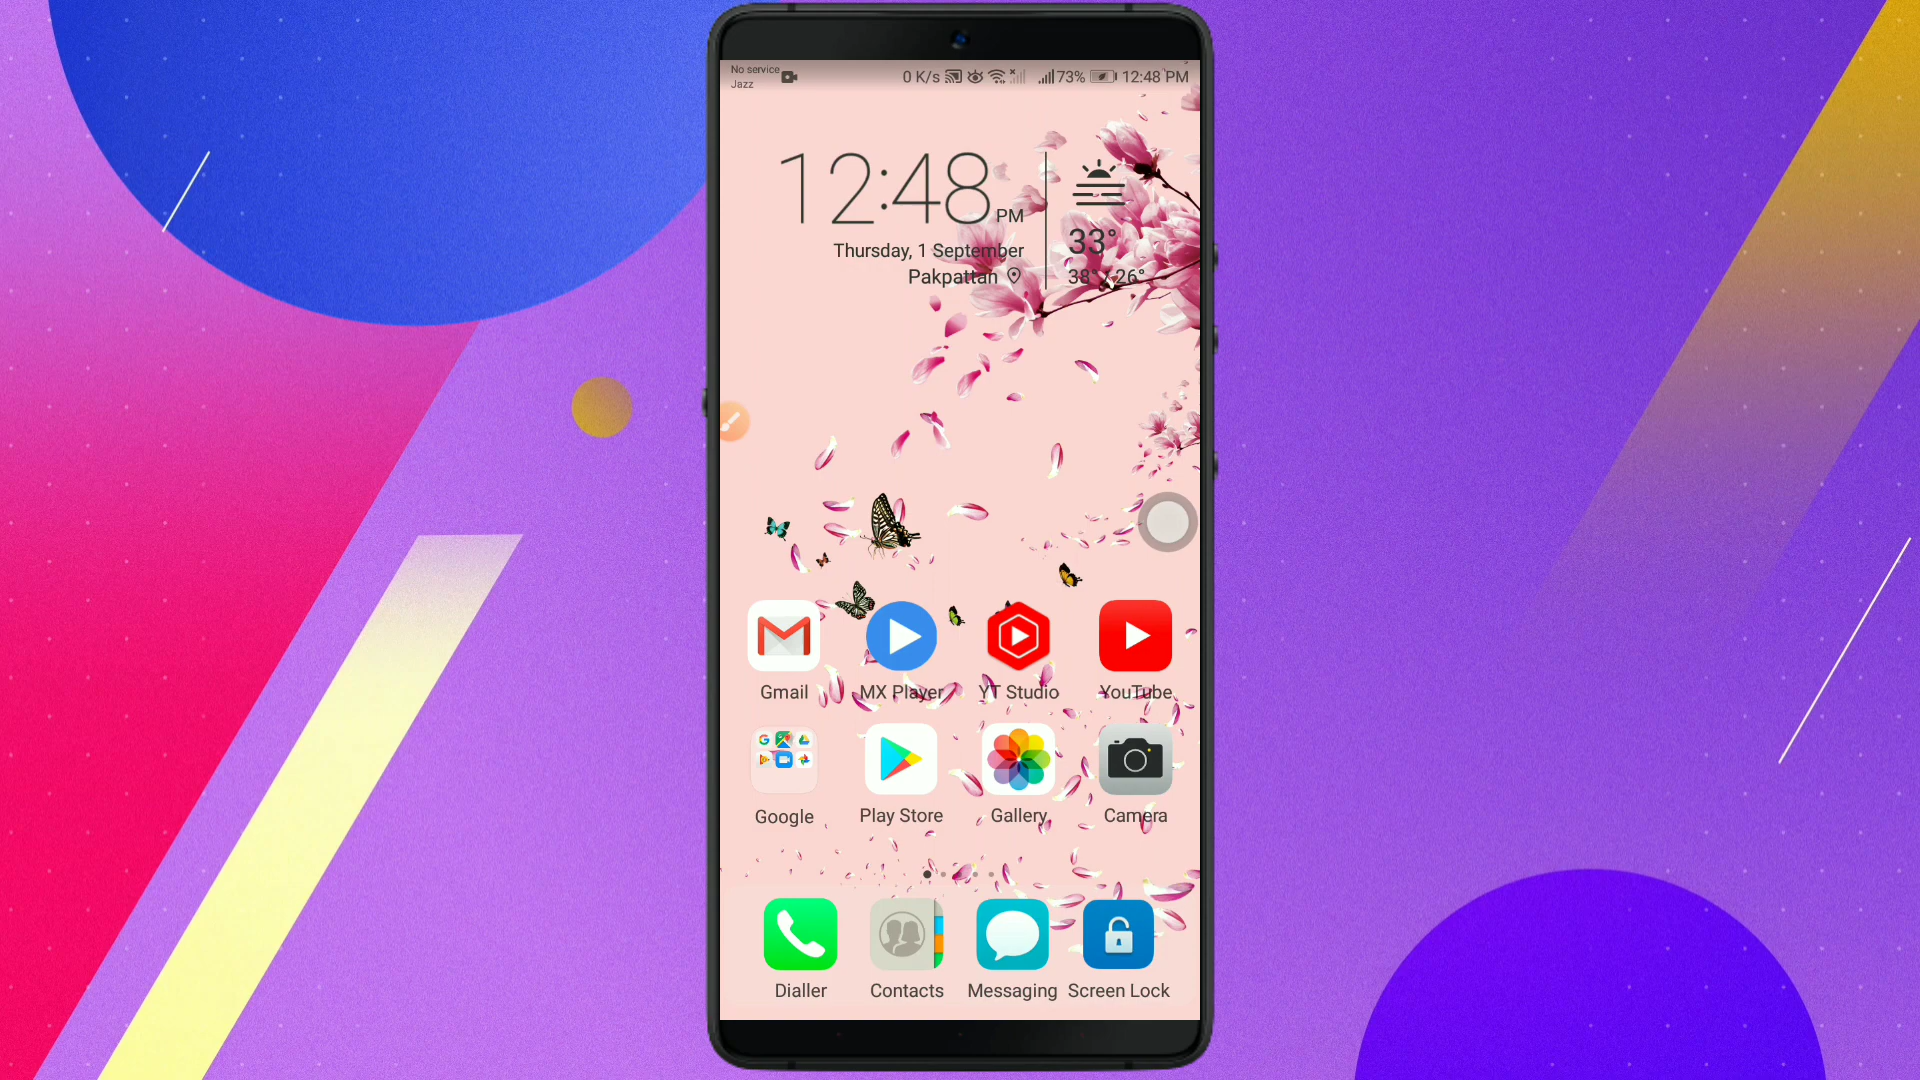 No service
Jazz
0 K/s 73% 12:48 PM
12:48 PM
Thursday, 1 September
Pakpattan
33°
38° / 26°
Gmail MX Player YT Studio YouTube
Google Play Store Gallery Camera
Dialler Contacts Messaging Screen Lock